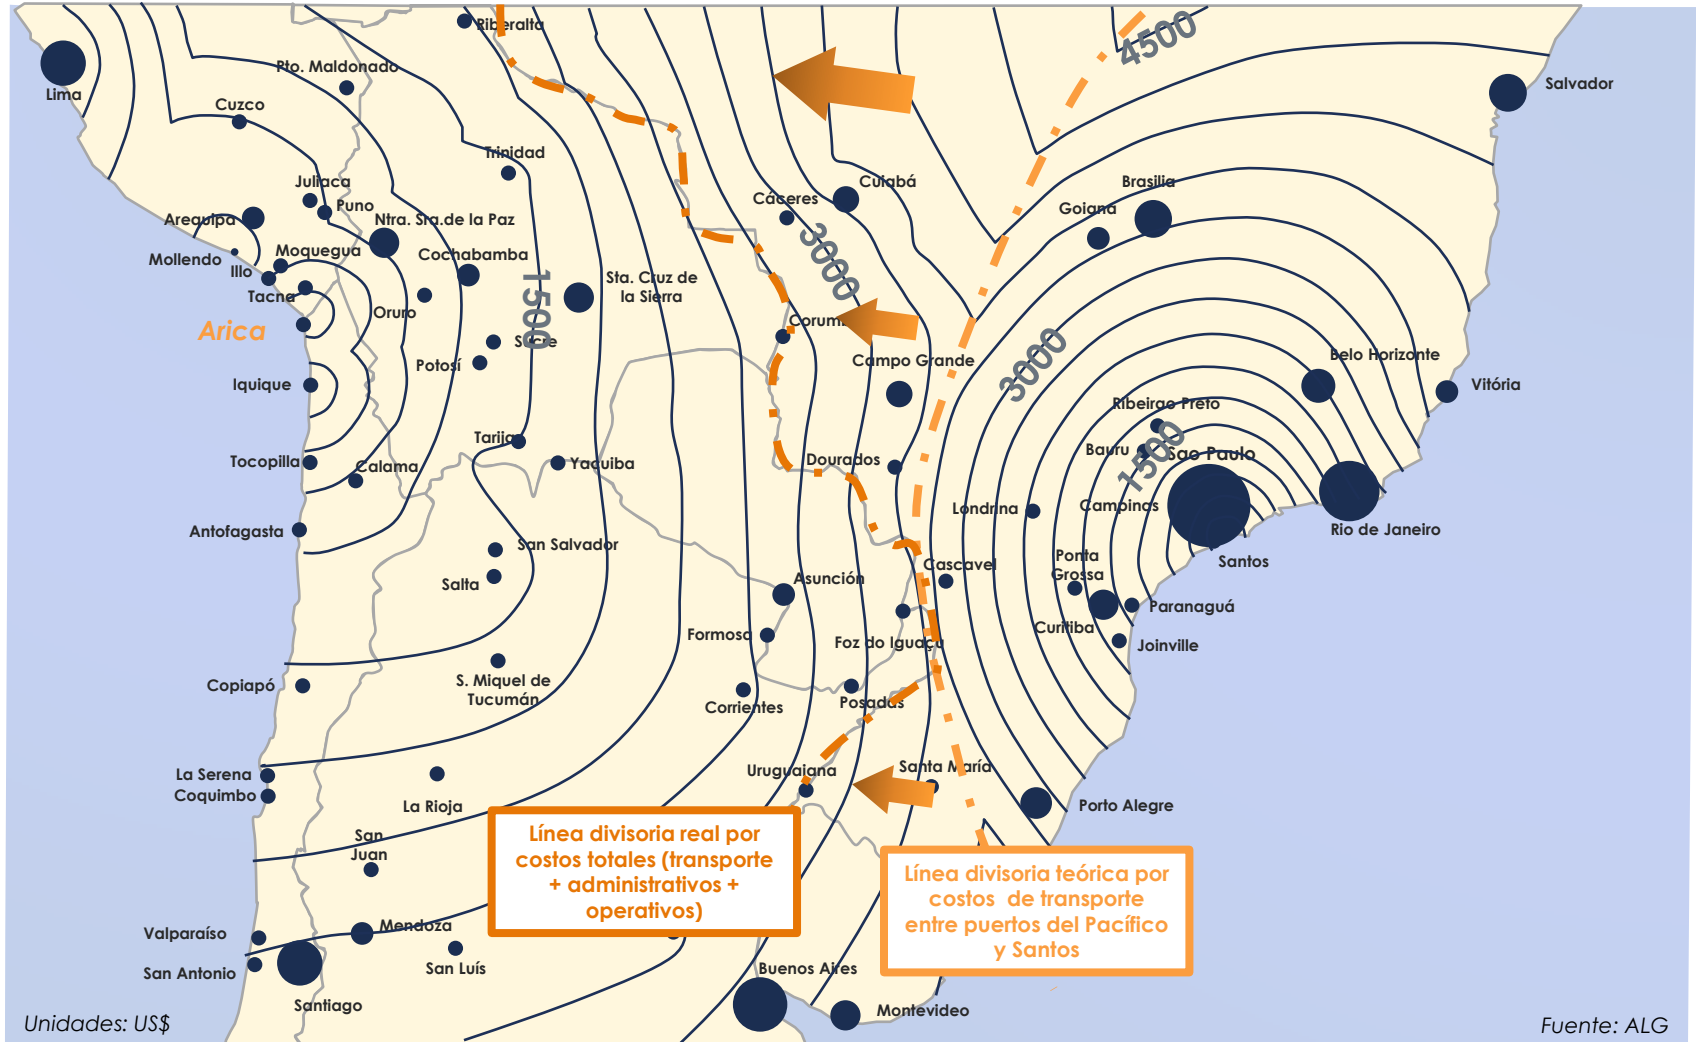 Riberalta
4500
Lima
Pto. Maldonado
Salvador
Cuzco
Trinidad
Juliaca
Puno
Cuiabá
Brasilia
Cáceres
Goiana
Arequipa
Ntra. Sra.de la Paz
Mollendo
Moquegua
Cochabamba
Illo
Tacna
3000
Sta. Cruz de
la Sierra
1500
Oruro
Arica
Sucre
Potosí
Campo Grande
3000
Belo Horizonte
Iquique
Vitória
Ribeirao Preto
Tarija
Bauru
1500
Sao Paulo
Tocopilla
Calama
Yacuiba
Dourados
Campinas
Londrina
Antofagasta
Rio de Janeiro
San Salvador
Santos
Ponta
Grossa
Cascavel
Salta
Asunción
Paranaguá
Curitiba
Formosa
Foz do Iguaçu
Joinville
Copiapó
S. Miquel de
Tucumán
Corrientes
Posadas
La Serena
Coquimbo
La Rioja
Uruguaiana
Santa María
Porto Alegre
San
Juan
Línea divisoria real por
costos totales (transporte
+ administrativos +
operativos)
Línea divisoria teórica por
costos de transporte
entre puertos del Pacífico
y Santos
Valparaíso
Mendoza
San Antonio
San Luís
Santiago
Buenos Aires
Montevideo
Unidades: US$
Fuente: ALG